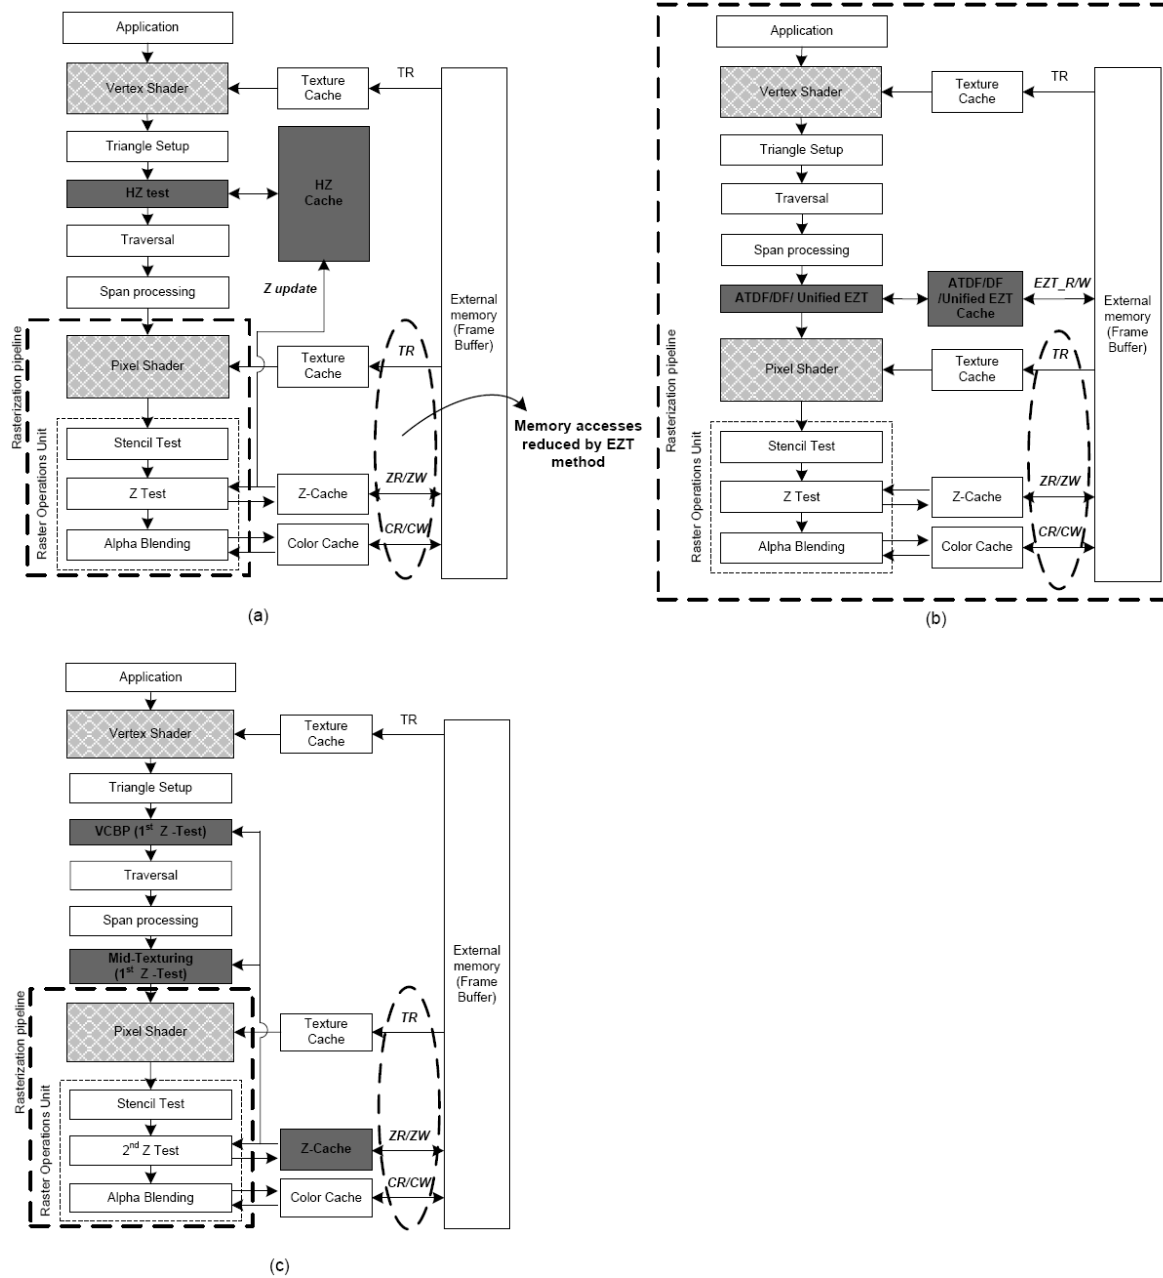 Application
Vertex Shader
Texture
Cache
TR
Triangle Setup
HZ test
HZ
Cache
Traversal
Span processing
Z update
External
memory
(Frame
Buffer)
Rasterization pipeline
Pixel Shader
Texture
Cache
TR
Memory accesses
reduced by EZT
method
Raster Operations Unit
Stencil Test
Z Test
Z-Cache
ZR/ZW
Alpha Blending
Color Cache
CR/CW
(a)
Application
Vertex Shader
Texture
Cache
TR
Triangle Setup
Traversal
Span processing
ATDF/DF/ Unified EZT
ATDF/DF
/Unified EZT
Cache
EZT_R/W
External
memory
(Frame
Buffer)
Rasterization pipeline
Pixel Shader
Texture
Cache
TR
Raster Operations Unit
Stencil Test
Z Test
Z-Cache
ZR/ZW
Alpha Blending
Color Cache
CR/CW
(b)
Application
Vertex Shader
Texture
Cache
TR
Triangle Setup
VCBP (1st Z -Test)
Traversal
Span processing
Mid-Texturing
(1st Z -Test)
External
memory
(Frame
Buffer)
Rasterization pipeline
Pixel Shader
Texture
Cache
TR
Raster Operations Unit
Stencil Test
2nd Z Test
Z-Cache
ZR/ZW
Alpha Blending
Color Cache
CR/CW
(c)